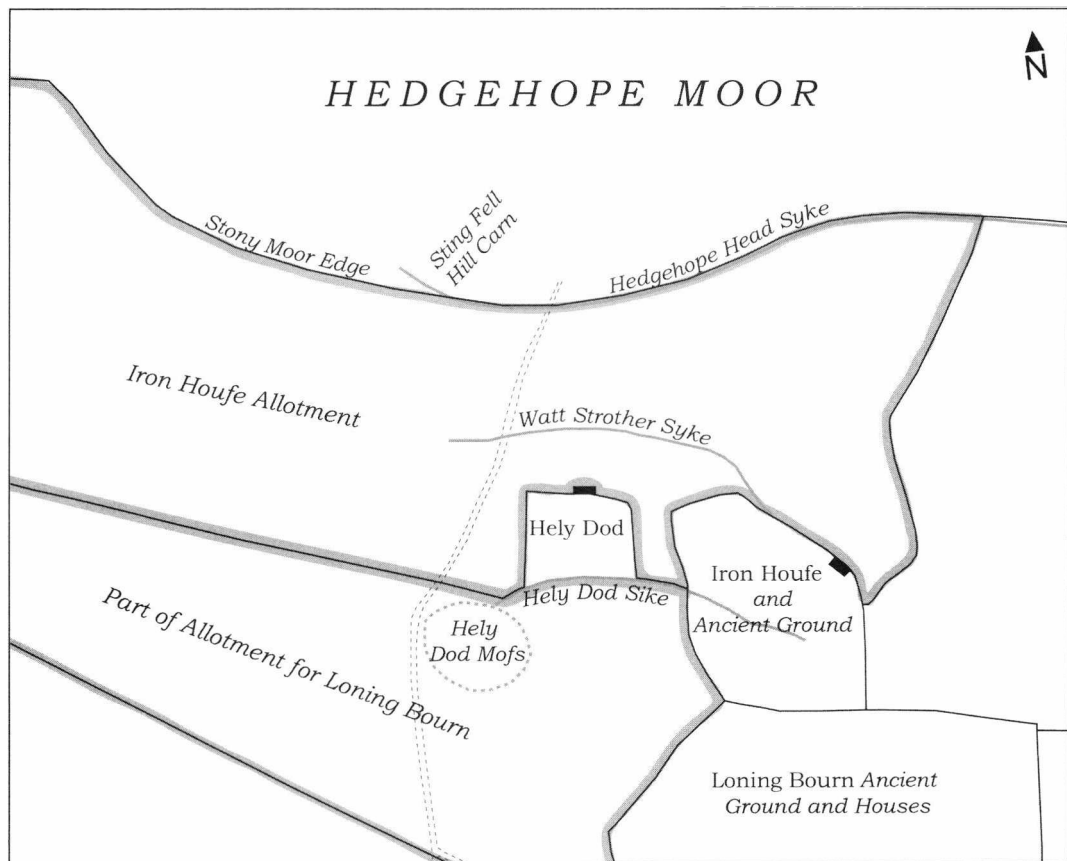 HEDGEHOPE MOOR
N
Stony Moor Edge
Sting Fell
Hill Carn
Hedgehope Head Syke
Iron Houfe Allotment
Watt Strother Syke
Hely Dod
Iron Houfe
and
Ancient Ground
Hely Dod Sike
Part of Allotment for Loning Bourn
Hely
Dod Mofs
Loning Bourn Ancient
Ground and Houses